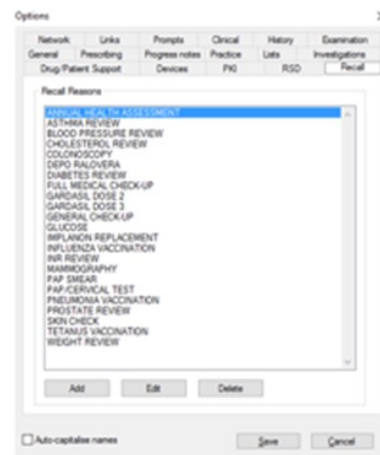 Options
Network Links Prompts Clinical History Examination
General Prescribing Progress notes Practice Lists Investigations
Drug/Patient Support Devices PKI RSD Recall
Recall Reasons
ANNUAL HEALTH ASSESSMENT
ASTHMA REVIEW
BLOOD PRESSURE REVIEW
CHOLESTEROL REVIEW
COLONOSCOPY
DEPO RALOVERA
DIABETES REVIEW
FULL MEDICAL CHECK-UP
GARDASIL DOSE 2
GARDASIL DOSE 3
GENERAL CHECK-UP
GLUCOSE
IMPLANON REPLACEMENT
INFLUENZA VACCINATION
INR REVIEW
MAMMOGRAPHY
PAP SMEAR
PAP/CERVICAL TEST
PNEUMONIA VACCINATION
PROSTATE REVIEW
SKIN CHECK
TETANUS VACCINATION
WEIGHT REVIEW
Add Edit Delete
Auto-capitalise names Save Cancel